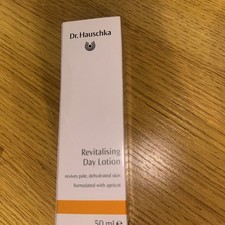 Dr. Hauschka
Revitalising
Day Lotion
revives pale, dehydrated skin
formulated with apricot
50 ml e